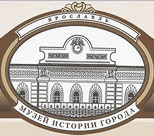 ЯРОСЛАВЛЬ
МУЗЕЙ ИСТОРИИ ГОРОДА